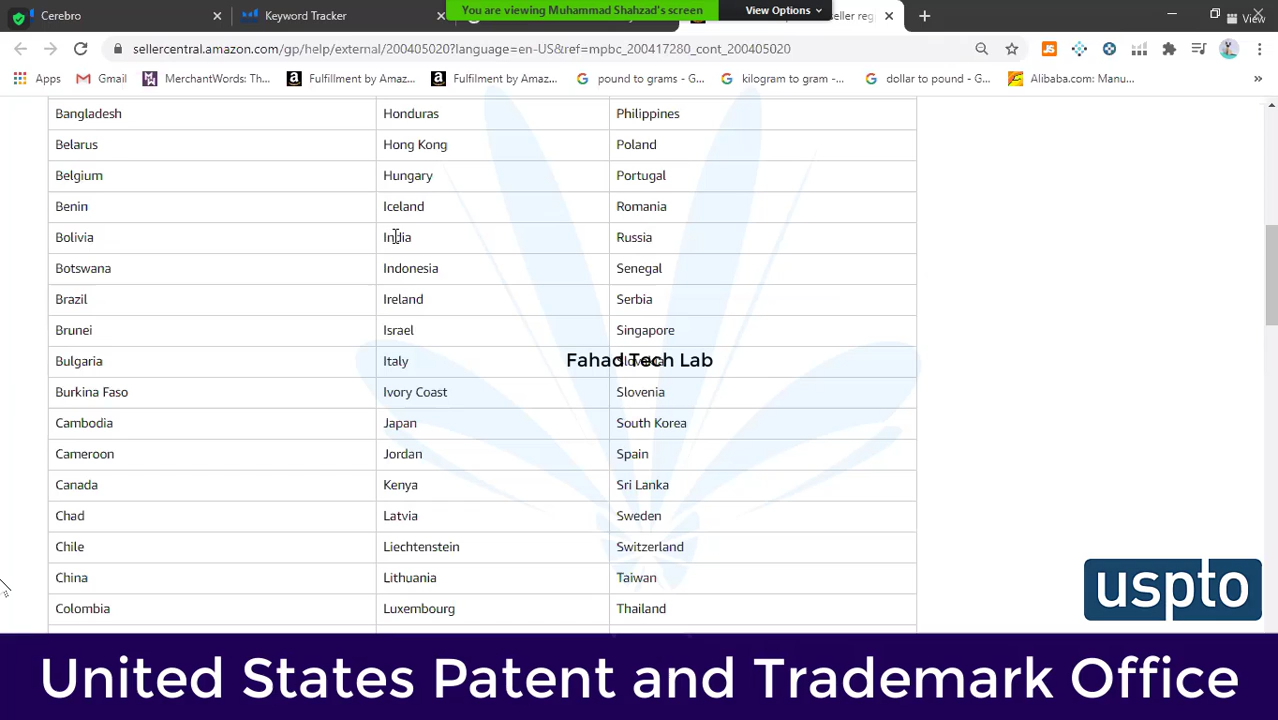 Cerebro
Keyword Tracker
You are viewing Muhammad Shahzad's screen
View Options
seller reg
View
sellercentral.amazon.com/gp/help/external/200405020?language=en-US&ref=mpbc_200417280_cont_200405020
Apps
Gmail
MerchantWords: Th...
Fulfillment by Amaz...
Fulfillment by Amaz...
pound to grams - G...
kilogram to gram - ...
dollar to pound - G...
Alibaba.com: Manu...
Bangladesh Honduras Philippines
Belarus Hong Kong Poland
Belgium Hungary Portugal
Benin Iceland Romania
Bolivia India Russia
Botswana Indonesia Senegal
Brazil Ireland Serbia
Brunei Israel Singapore
Bulgaria Italy
Fahad Tech Lab
Burkina Faso Ivory Coast Slovenia
Cambodia Japan South Korea
Cameroon Jordan Spain
Canada Kenya Sri Lanka
Chad Latvia Sweden
Chile Liechtenstein Switzerland
China Lithuania Taiwan
Colombia Luxembourg Thailand
uspto
United States Patent and Trademark Office